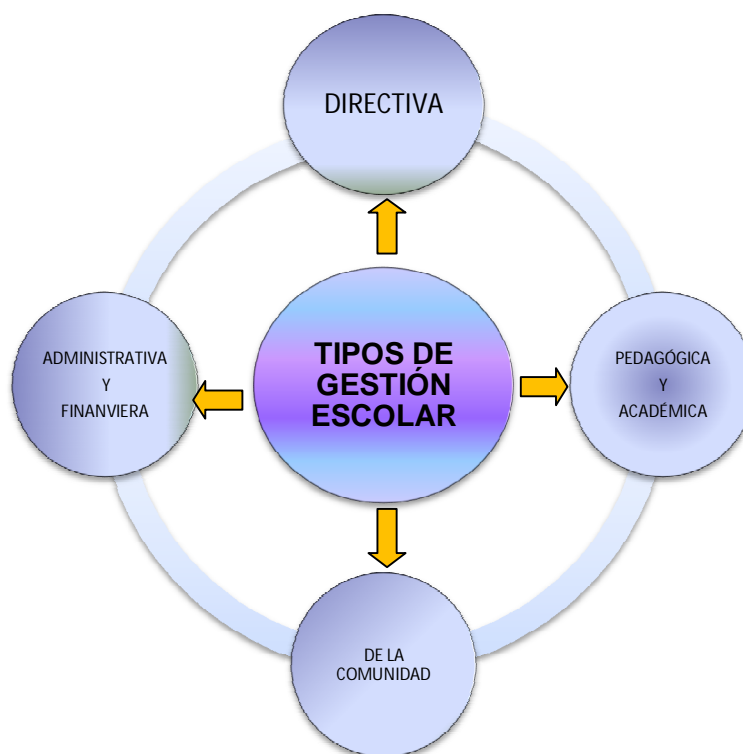 DIRECTIVA
ADMINISTRATIVA
Y
FINANVIERA
TIPOS DE
GESTIÓN
ESCOLAR
PEDAGÓGICA
Y
ACADÉMICA
DE LA
COMUNIDAD